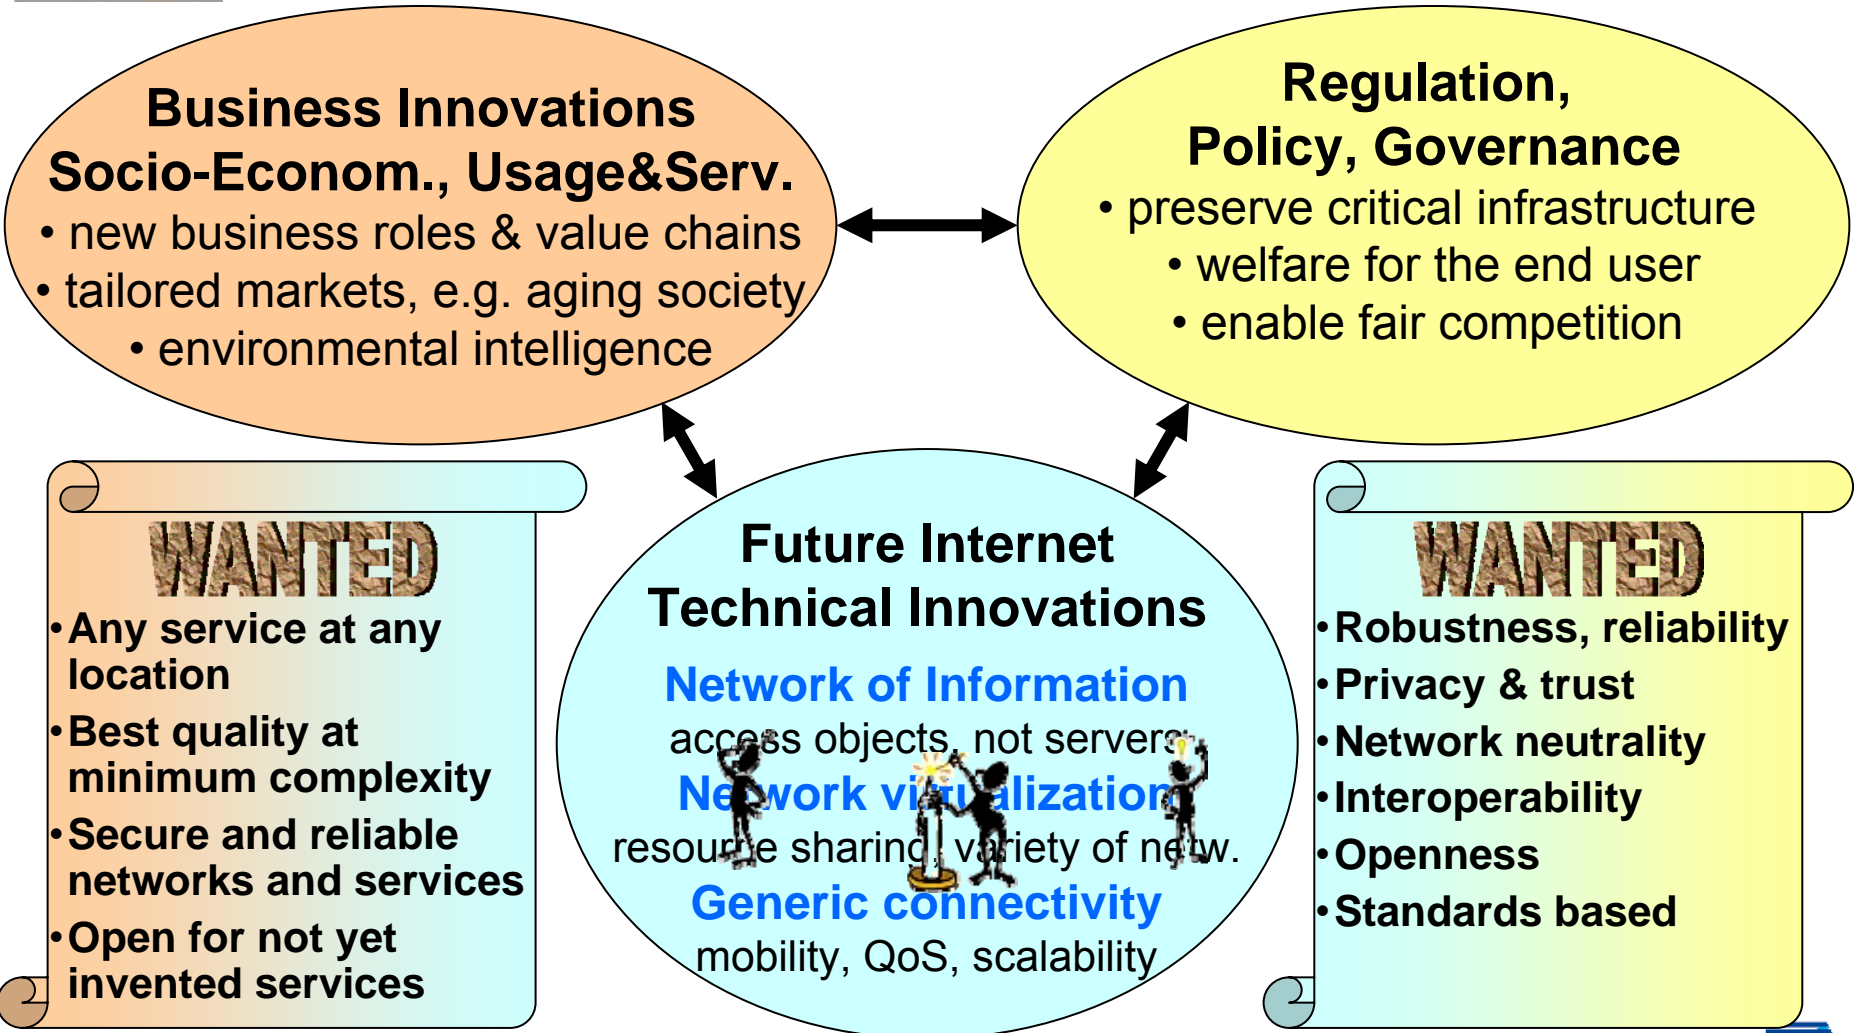 Business Innovations
Socio-Econom., Usage&Serv.
• new business roles & value chains
• tailored markets, e.g. aging society
• environmental intelligence
Regulation,
Policy, Governance
• preserve critical infrastructure
• welfare for the end user
• enable fair competition
WANTED
• Any service at any
location
• Best quality at
minimum complexity
• Secure and reliable
networks and services
• Open for not yet
invented services
Future Internet
Technical Innovations
Network of Information
access objects, not servers
Network virtualization
resource sharing, variety of netw.
Generic connectivity
mobility, QoS, scalability
WANTED
• Robustness, reliability
• Privacy & trust
• Network neutrality
• Interoperability
• Openness
• Standards based